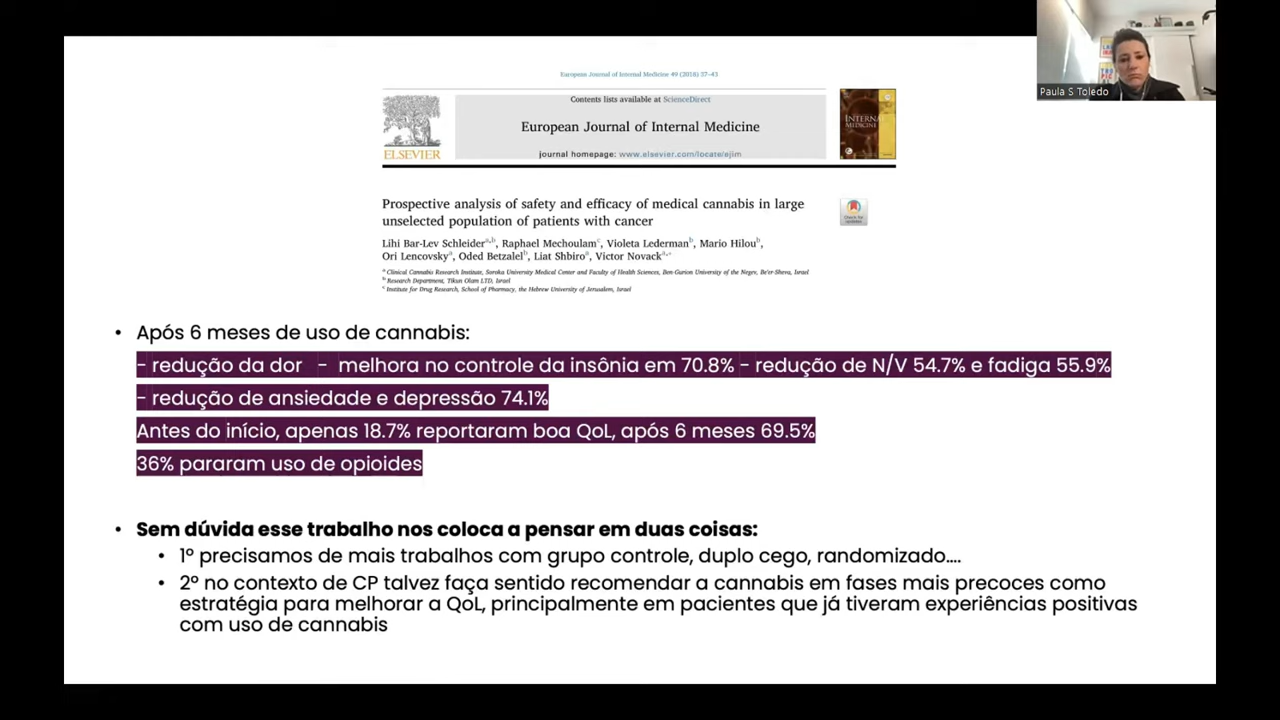 Paula S Toledo
European Journal of Internal Medicine 49 (2018) 37–43
Contents lists available at ScienceDirect
European Journal of Internal Medicine
journal homepage: www.elsevier.com/locate/ejim
ELSEVIER
INTERNAL
MEDICINE
Prospective analysis of safety and efficacy of medical cannabis in large
unselected population of patients with cancer
Check for
updates
Lihi Bar-Lev Schleider^a,b, Raphael Mechoulam^c, Violeta Lederman^b, Mario Hilou^b,
Ori Lencovsky^a, Oded Betzalel^b, Liat Shbiro^a, Victor Novack^a,*
^a Clinical Cannabis Research Institute, Soroka University Medical Center and Faculty of Health Sciences, Ben-Gurion University of the Negev, Be'er-Sheva, Israel
^b Research Department, Tikun Olam LTD, Israel
^c Institute for Drug Research, School of Pharmacy, the Hebrew University of Jerusalem, Israel
• Após 6 meses de uso de cannabis:
- redução da dor - melhora no controle da insônia em 70.8% - redução de N/V 54.7% e fadiga 55.9%
- redução de ansiedade e depressão 74.1%
Antes do início, apenas 18.7% reportaram boa QoL, após 6 meses 69.5%
36% pararam uso de opioides
• Sem dúvida esse trabalho nos coloca a pensar em duas coisas:
• 1º precisamos de mais trabalhos com grupo controle, duplo cego, randomizado....
• 2º no contexto de CP talvez faça sentido recomendar a cannabis em fases mais precoces como
estratégia para melhorar a QoL, principalmente em pacientes que já tiveram experiências positivas
com uso de cannabis